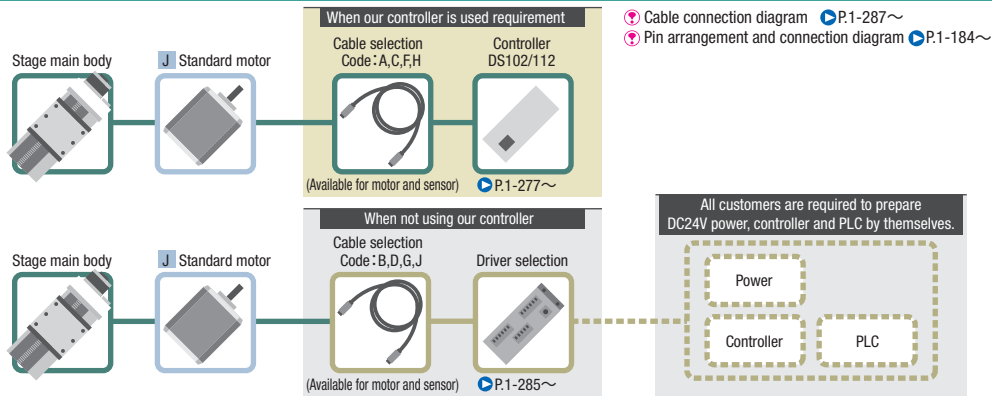 When our controller is used requirement
Cable connection diagram P.1-287～
Pin arrangement and connection diagram P.1-184～
Stage main body
J Standard motor
Cable selection
Code：A,C,F,H
Controller
DS102/112
(Available for motor and sensor)
P.1-277～
When not using our controller
All customers are required to prepare
DC24V power, controller and PLC by themselves.
Stage main body
J Standard motor
Cable selection
Code：B,D,G,J
Driver selection
Power
Controller
PLC
(Available for motor and sensor)
P.1-285～